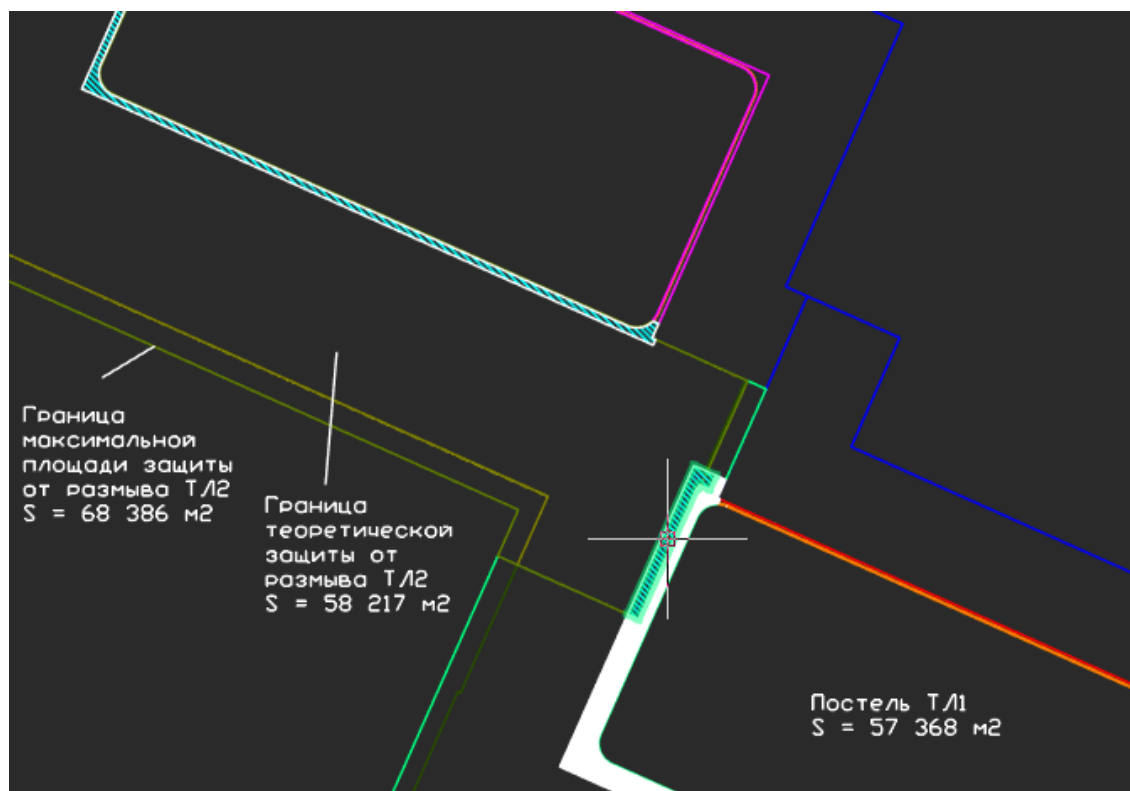 Граница
максимальной
площади защиты
от размыва ТЛ2
S = 68 386 м2
Граница
теоретической
защиты от
размыва ТЛ2
S = 58 217 м2
Постель ТЛ1
S = 57 368 м2